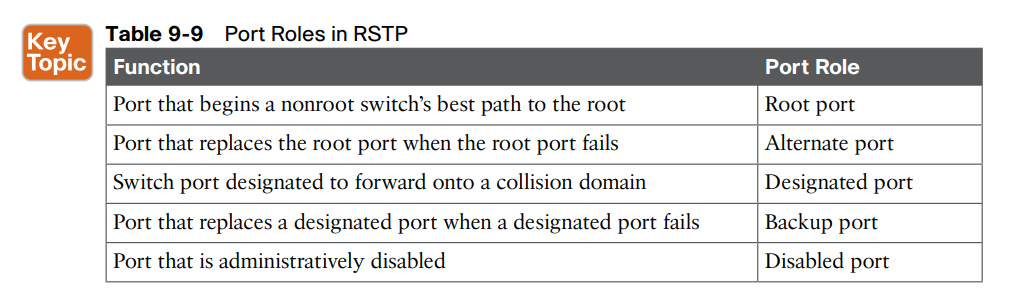 Key
Topic
Table 9-9 Port Roles in RSTP
Function Port Role
Port that begins a nonroot switch’s best path to the root Root port
Port that replaces the root port when the root port fails Alternate port
Switch port designated to forward onto a collision domain Designated port
Port that replaces a designated port when a designated port fails Backup port
Port that is administratively disabled Disabled port